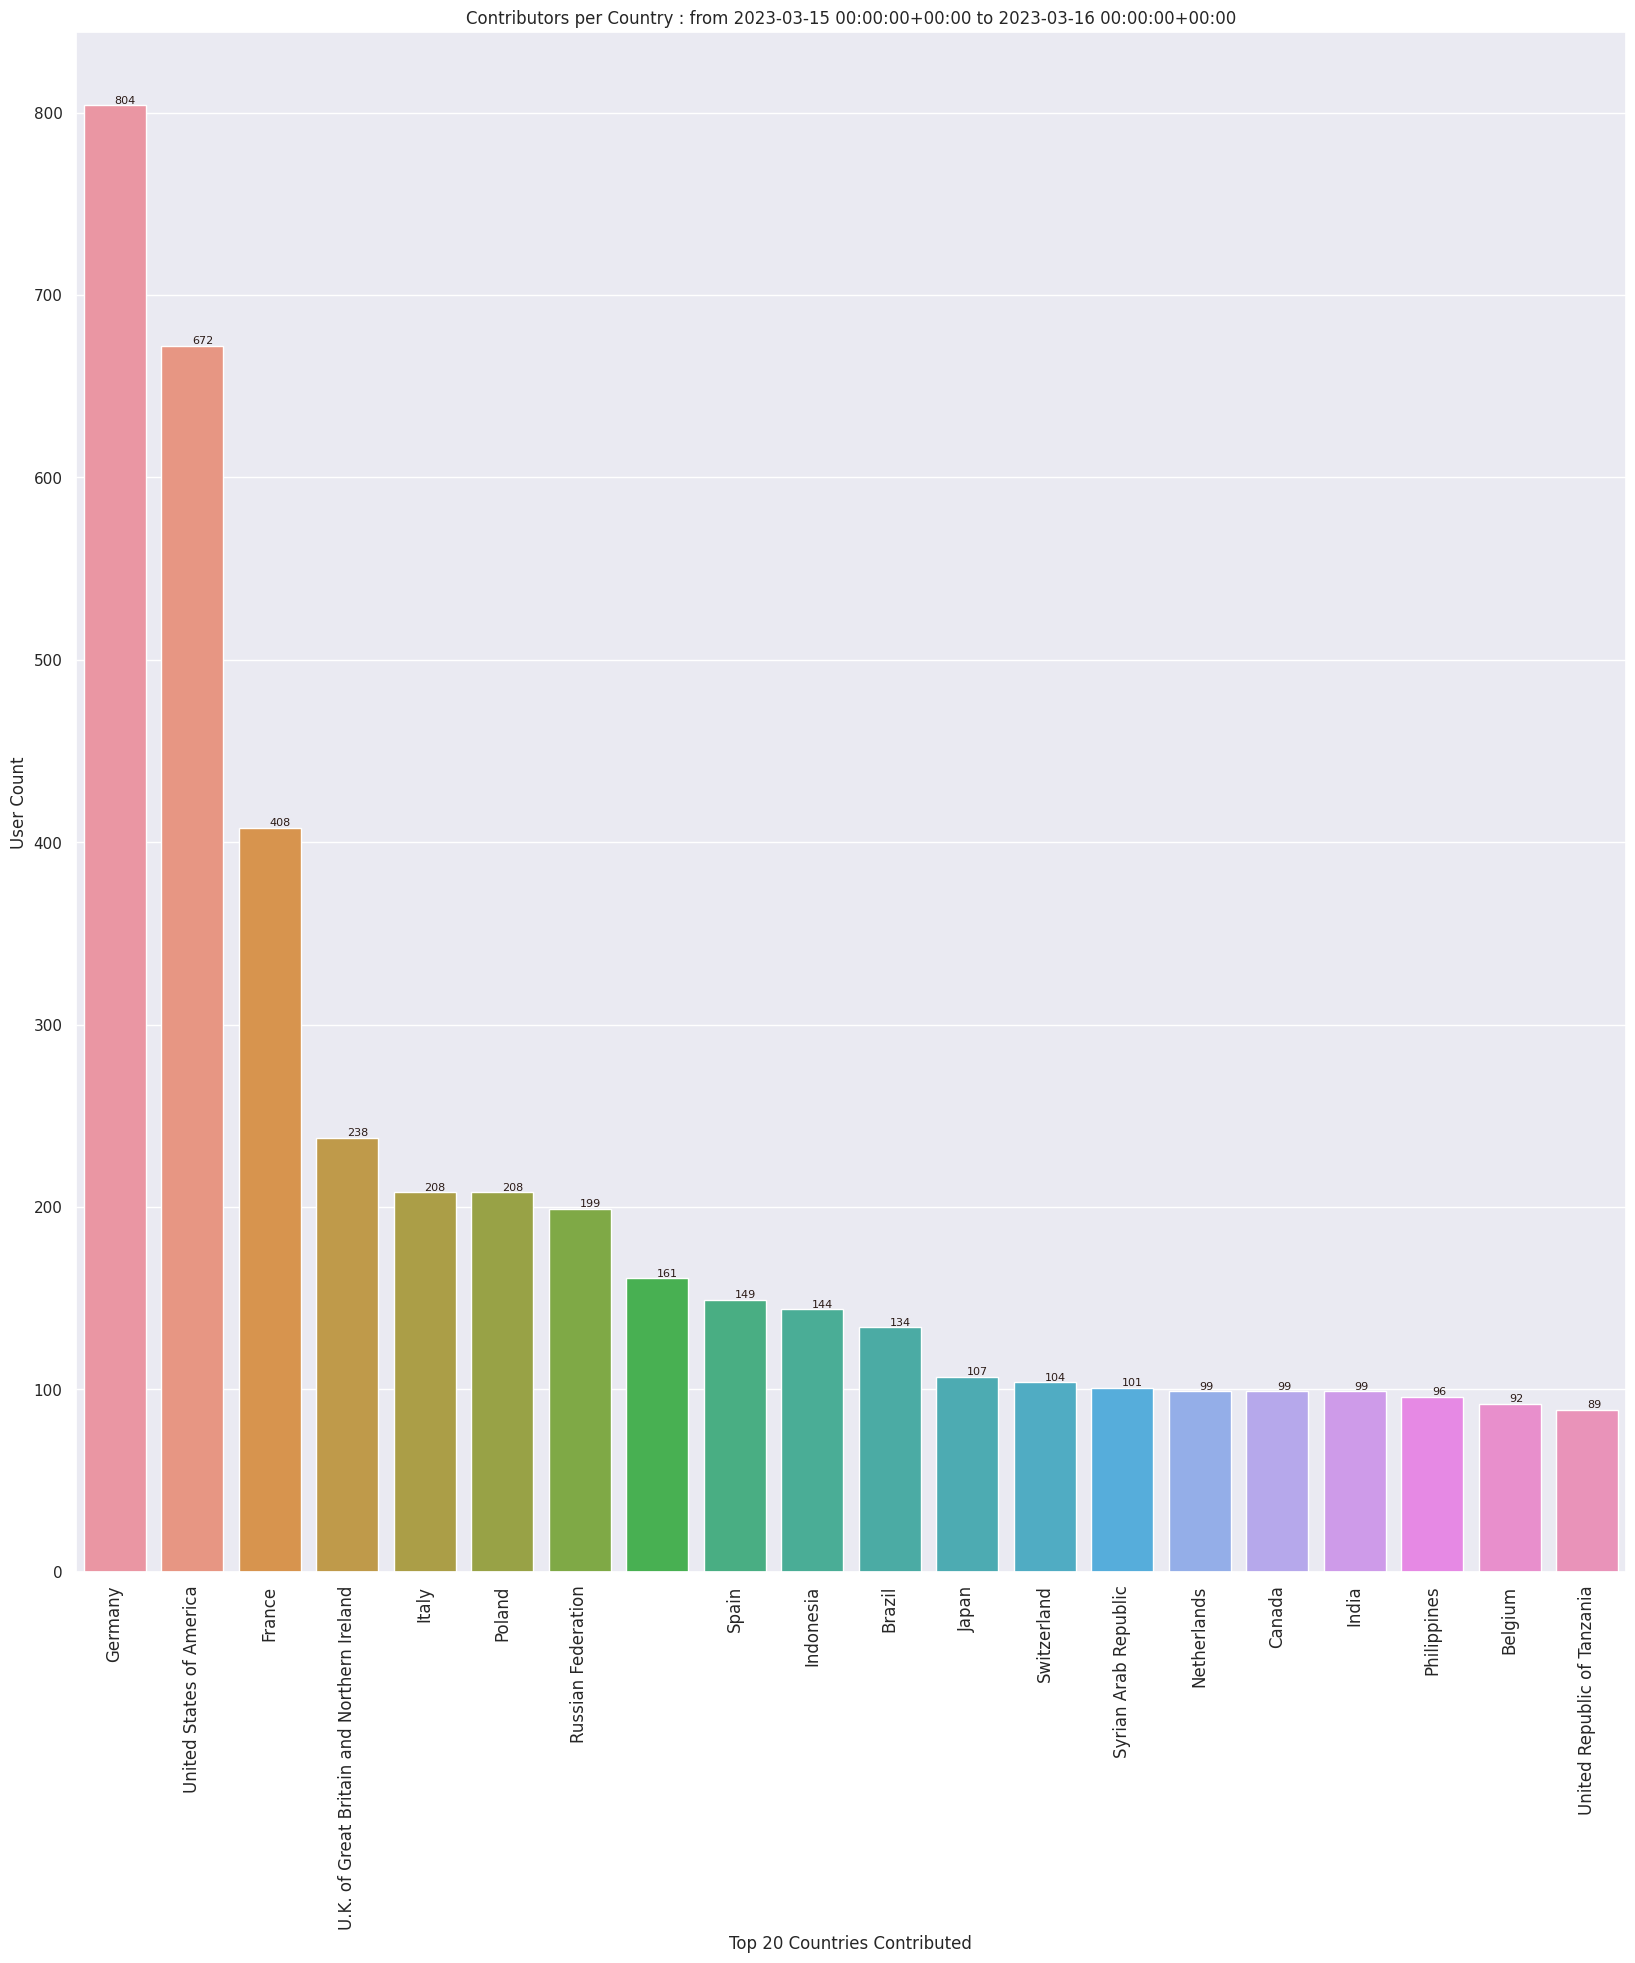 Contributors per Country : from 2023-03-15 00:00:00+00:00 to 2023-03-16 00:00:00+00:00
User Count
800
700
600
500
400
300
200
100
0
804
672
408
238
208
208
199
161
149
144
134
107
104
101
99
99
99
96
92
89
Germany
United States of America
France
U.K. of Great Britain and Northern Ireland
Italy
Poland
Russian Federation
Spain
Indonesia
Brazil
Japan
Switzerland
Syrian Arab Republic
Netherlands
Canada
India
Philippines
Belgium
United Republic of Tanzania
Top 20 Countries Contributed